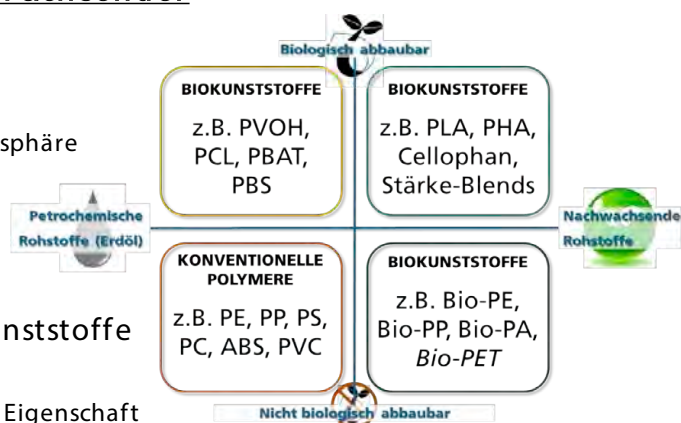 Biologisch abbaubar
BIOKUNSTSTOFFE
z.B. PVOH,
PCL, PBAT,
PBS
BIOKUNSTSTOFFE
z.B. PLA, PHA,
Cellophan,
Stärke-Blends
sphäre
Petrochemische
Rohstoffe (Erdöl)
Nachwachsende
Rohstoffe
KONVENTIONELLE
POLYMERE
z.B. PE, PP, PS,
PC, ABS, PVC
BIOKUNSTSTOFFE
z.B. Bio-PE,
Bio-PP, Bio-PA,
Bio-PET
nststoffe
Eigenschaft
Nicht biologisch abbaubar